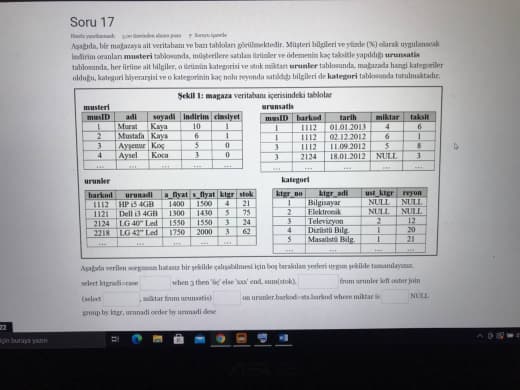 Soru 17
Henüz yanıtlanmadı 5,00 üzerinden alınan puan Soruyu işaretle
Aşağıda, bir mağazaya ait veritabanı ve bazı tabloları görülmektedir. Müşteri bilgileri ve yüzde (%) olarak uygulanacak
indirim oranları musteri tablosunda, müşterilere satılan ürünler ve ödemenin kaç taksitle yapıldığı urunsatis
tablosunda, her ürüne ait bilgiler, o ürünün kategorisi ve stok miktarı urunler tablosunda, mağazada hangi kategoriler
olduğu, kategori hiyerarşisi ve o kategorinin kaç nolu reyonda satıldığı bilgileri de kategori tablosunda tutulmaktadır.
Şekil 1: magaza veritabanı içerisindeki tablolar
musteri
musID adi soyadi indirim cinsiyet
1 Murat Kaya 10 1
2 Mustafa Kaya 6 1
3 Ayşenur Koç 5 0
4 Aysel Koca 3 0
... ... ... ... ...
urunsatis
musID barkod tarih miktar taksit
1 1112 01.01.2013 4 6
1 1112 02.12.2012 6 1
3 1112 11.09.2012 5 8
3 2124 18.01.2012 NULL 3
... ... ... ... ...
urunler
barkod urunadi a_fiyat s_fiyat ktgr stok
1112 HP i5 4GB 1400 1500 4 21
1121 Dell i3 4GB 1300 1430 5 75
2124 LG 40" Led 1550 1550 3 24
2218 LG 42" Led 1750 2000 3 62
... ... ... ... ... ...
kategori
ktgr_no ktgr_adi ust_ktgr reyon
1 Bilgisayar NULL NULL
2 Elektronik NULL NULL
3 Televizyon 2 12
4 Dizüstü Bilg. 1 20
5 Masaüstü Bilg. 1 21
... ... ... ...
Aşağıda verilen sorgunun hatasız bir şekilde çalışabilmesi için boş bırakılan yerleri uygun şekilde tamamlayınız.
select ktgradi=case when 3 then 'üç' else 'xxx' end, sum(stok), from urunler left outer join
(select , miktar from urunsatis) on urunler.barkod=sts.barkod where miktar is NULL
group by ktgr, urunadi order by urunadi desc
22
için buraya yazın